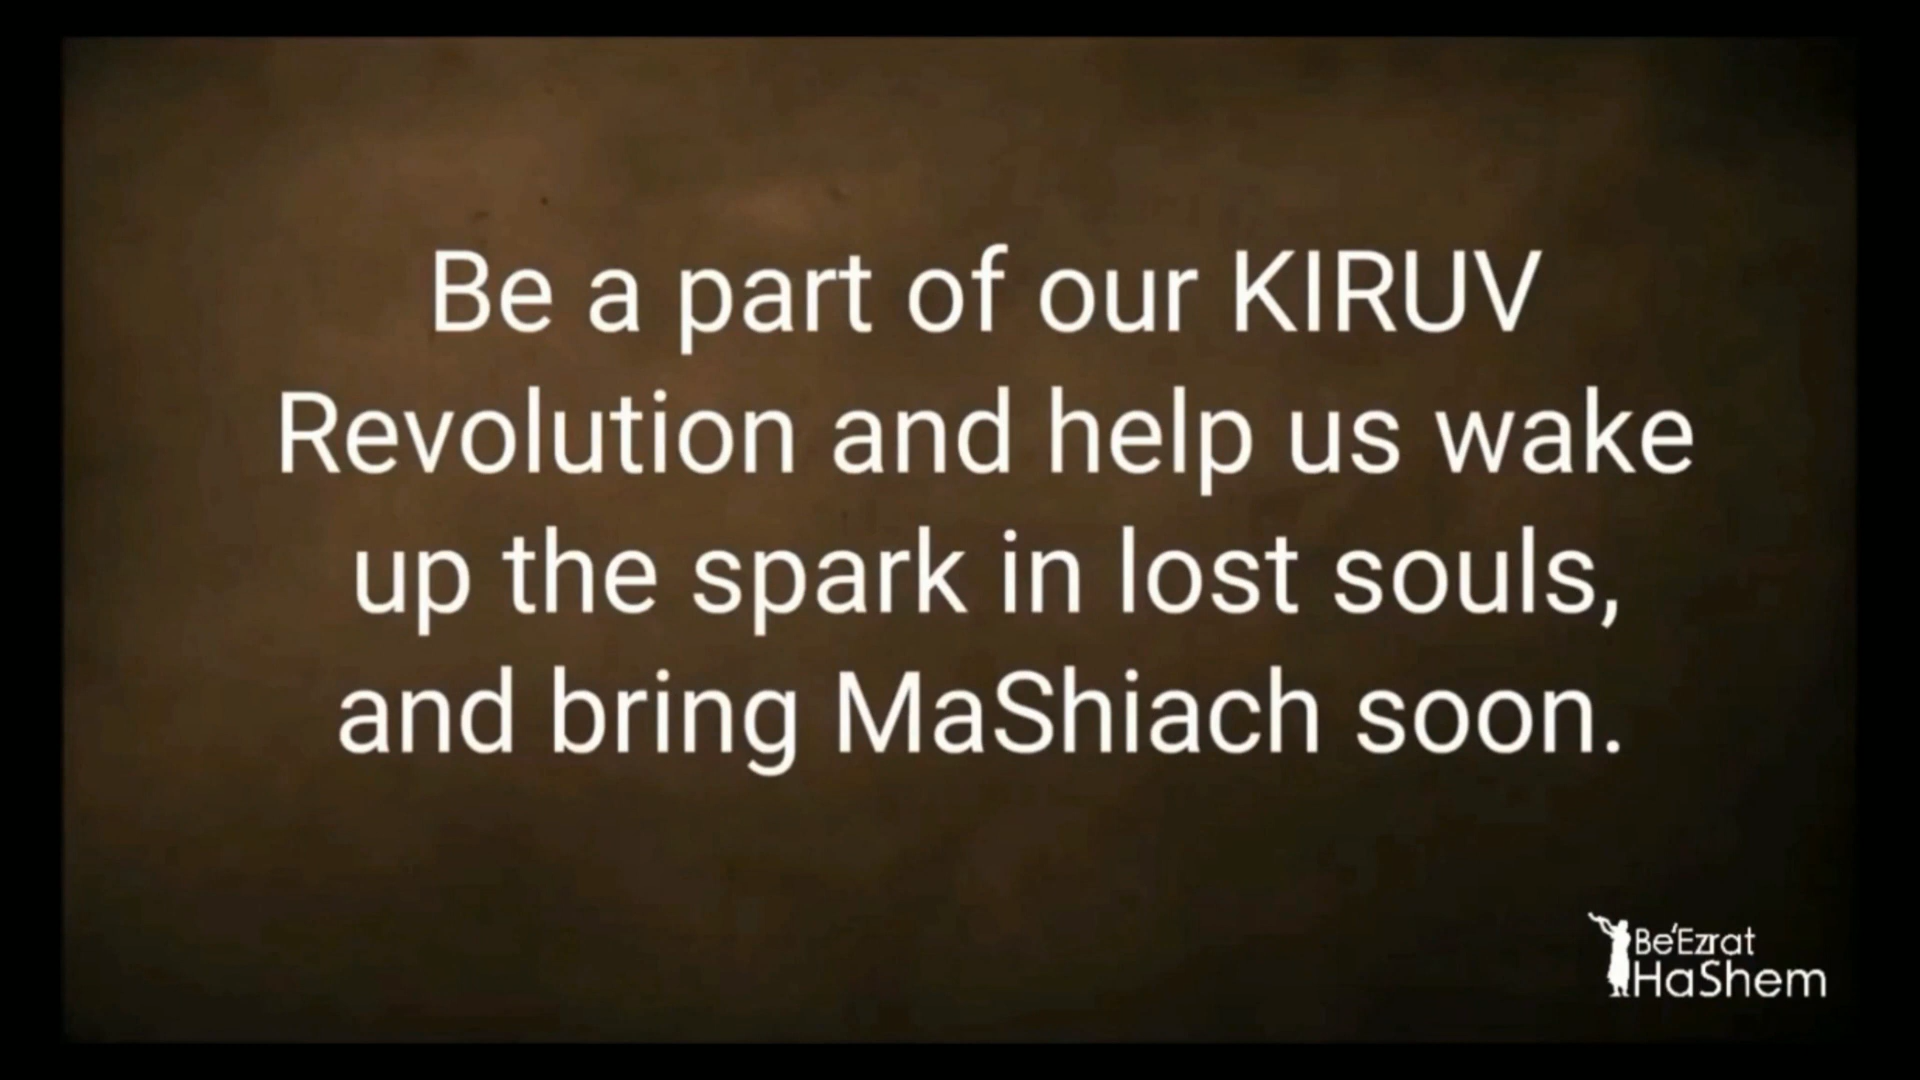 Be a part of our KIRUV
Revolution and help us wake
up the spark in lost souls,
and bring MaShiach soon.
Be'Ezrat
HaShem